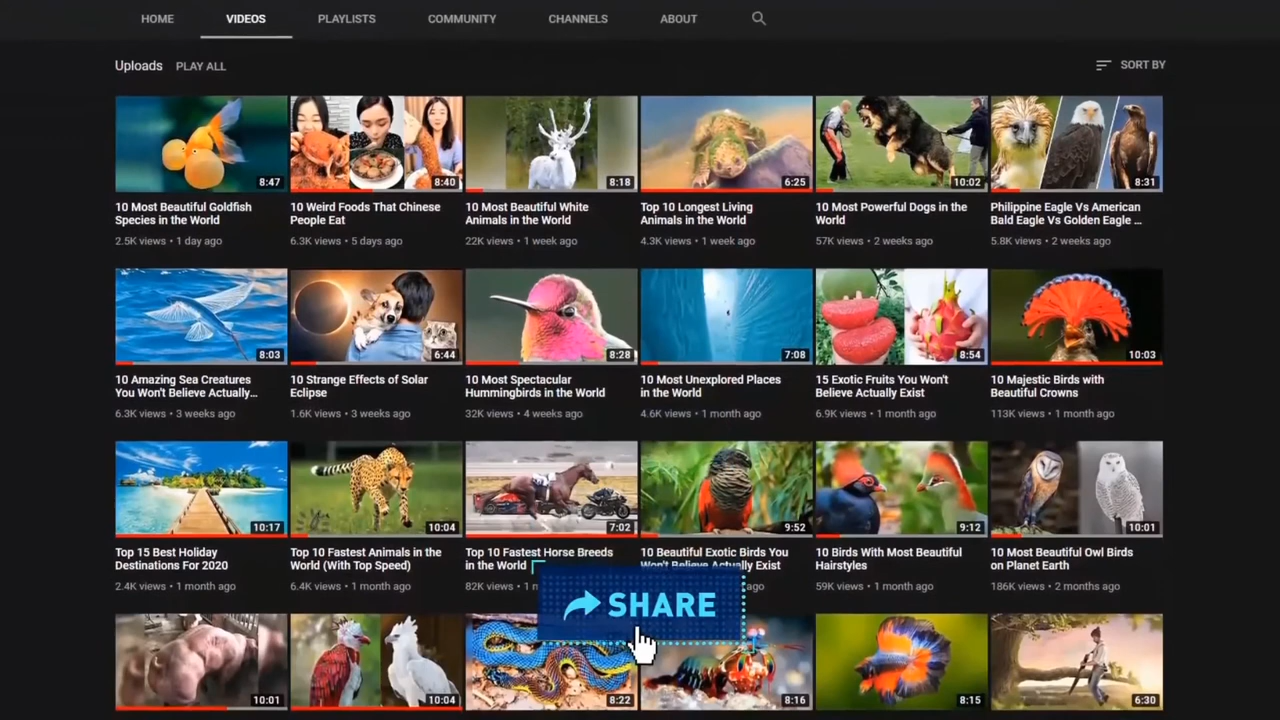 HOME VIDEOS PLAYLISTS COMMUNITY CHANNELS ABOUT
Uploads PLAY ALL SORT BY
8:47 8:40 8:18 6:25 10:02 8:31
10 Most Beautiful Goldfish
Species in the World
2.5K views • 1 day ago
10 Weird Foods That Chinese
People Eat
6.3K views • 5 days ago
10 Most Beautiful White
Animals in the World
22K views • 1 week ago
Top 10 Longest Living
Animals in the World
4.3K views • 1 week ago
10 Most Powerful Dogs in the
World
57K views • 2 weeks ago
Philippine Eagle Vs American
Bald Eagle Vs Golden Eagle ...
5.8K views • 2 weeks ago
8:03 6:44 8:28 7:08 8:54 10:03
10 Amazing Sea Creatures
You Won't Believe Actually...
6.3K views • 3 weeks ago
10 Strange Effects of Solar
Eclipse
1.6K views • 3 weeks ago
10 Most Spectacular
Hummingbirds in the World
32K views • 4 weeks ago
10 Most Unexplored Places
in the World
4.6K views • 1 month ago
15 Exotic Fruits You Won't
Believe Actually Exist
6.9K views • 1 month ago
10 Majestic Birds with
Beautiful Crowns
113K views • 1 month ago
10:17 10:04 7:02 9:52 9:12 10:01
Top 15 Best Holiday
Destinations For 2020
2.4K views • 1 month ago
Top 10 Fastest Animals in the
World (With Top Speed)
6.4K views • 1 month ago
Top 10 Fastest Horse Breeds
in the World
82K views • 1
10 Beautiful Exotic Birds You
Won't Believe Actually Exist
ago
10 Birds With Most Beautiful
Hairstyles
59K views • 1 month ago
10 Most Beautiful Owl Birds
on Planet Earth
186K views • 2 months ago
SHARE
10:01 10:04 8:22 8:16 8:15 6:30